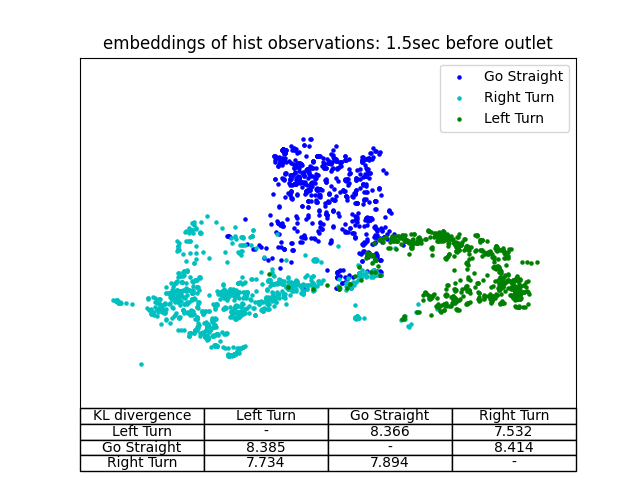 embeddings of hist observations: 1.5sec before outlet
Go Straight
Right Turn
Left Turn
KL divergence Left Turn Go Straight Right Turn
Left Turn - 8.366 7.532
Go Straight 8.385 - 8.414
Right Turn 7.734 7.894 -